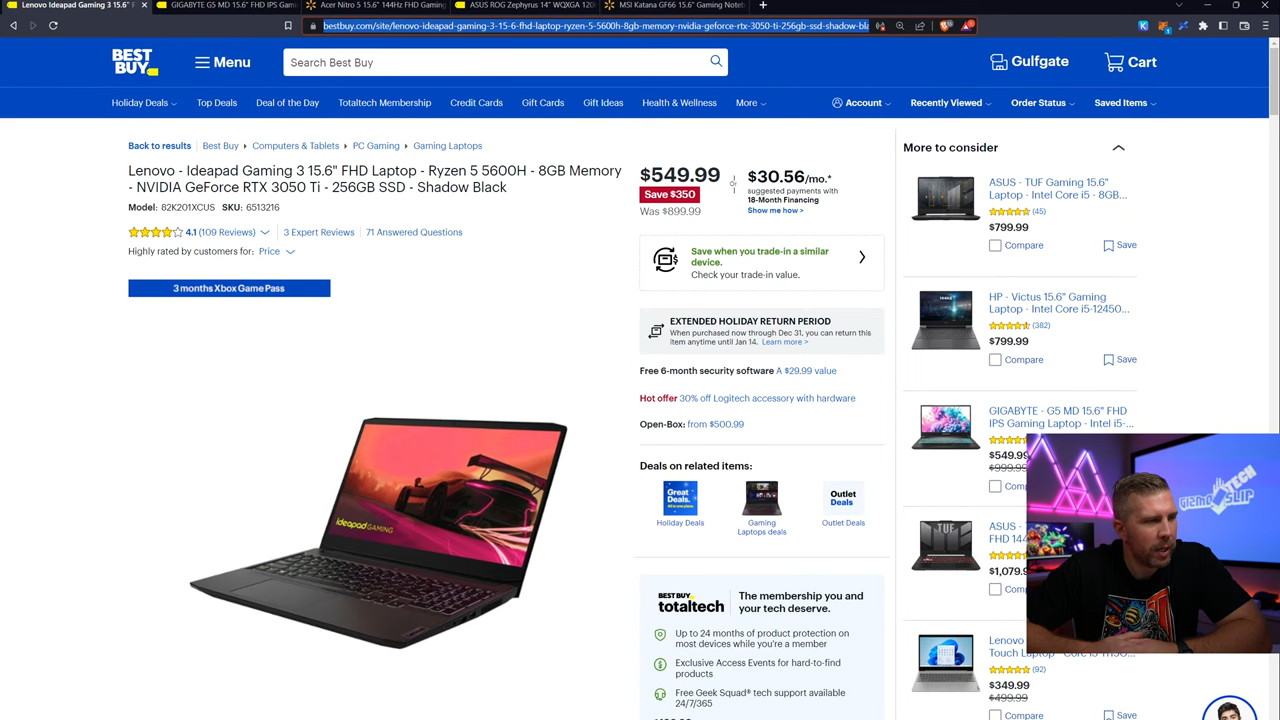 Lenovo Ideapad Gaming 3 15.6" F
GIGABYTE G5 MD 15.6" FHD IPS Gami
Acer Nitro 5 15.6" 144Hz FHD Gaming
ASUS ROG Zephyrus 14" WQXGA 120
MSI Katana GF66 15.6" Gaming Noteb
bestbuy.com/site/lenovo-ideapad-gaming-3-15-6-fhd-laptop-ryzen-5-5600h-8gb-memory-nvidia-geforce-rtx-3050-ti-256gb-ssd-shadow-bl
BEST BUY
Menu
Search Best Buy
Gulfgate
Cart
Holiday Deals
Top Deals
Deal of the Day
Totaltech Membership
Credit Cards
Gift Cards
Gift Ideas
Health & Wellness
More
Account
Recently Viewed
Order Status
Saved Items
Back to results
Best Buy
Computers & Tablets
PC Gaming
Gaming Laptops
Lenovo - Ideapad Gaming 3 15.6" FHD Laptop - Ryzen 5 5600H - 8GB Memory
- NVIDIA GeForce RTX 3050 Ti - 256GB SSD - Shadow Black
Model: 82K201XCUS SKU: 6513216
4.1 (109 Reviews)
3 Expert Reviews
71 Answered Questions
Highly rated by customers for: Price
3 months Xbox Game Pass
ideapad GAMING
$549.99
Save $350
Was $899.99
Or
$30.56/mo.*
suggested payments with
18-Month Financing
Show me how >
Save when you trade-in a similar
device.
Check your trade-in value.
EXTENDED HOLIDAY RETURN PERIOD
When purchased now through Dec 31, you can return this
item anytime until Jan 14. Learn more >
Free 6-month security software A $29.99 value
Hot offer 30% off Logitech accessory with hardware
Open-Box: from $500.99
Deals on related items:
Great Deals.
Holiday Deals
Gaming
Laptops deals
Outlet
Deals
Outlet Deals
BEST BUY
totaltech
The membership you and
your tech deserve.
Up to 24 months of product protection on
most devices while you're a member
Exclusive Access Events for hard-to-find
products
Free Geek Squad® tech support available
24/7/365
More to consider
ASUS - TUF Gaming 15.6"
Laptop - Intel Core i5 - 8GB...
(45)
$799.99
Compare
Save
HP - Victus 15.6" Gaming
Laptop - Intel Core i5-12450...
(382)
$799.99
Compare
Save
GIGABYTE - G5 MD 15.6" FHD
IPS Gaming Laptop - Intel i5-
$549.99
$999.99
Comp
ASUS -
FHD 144
$1,079.9
Comp
Lenovo
Touch Laptop
(92)
$349.99
$499.99
Compare
Save
GIZMO SLIP TECH